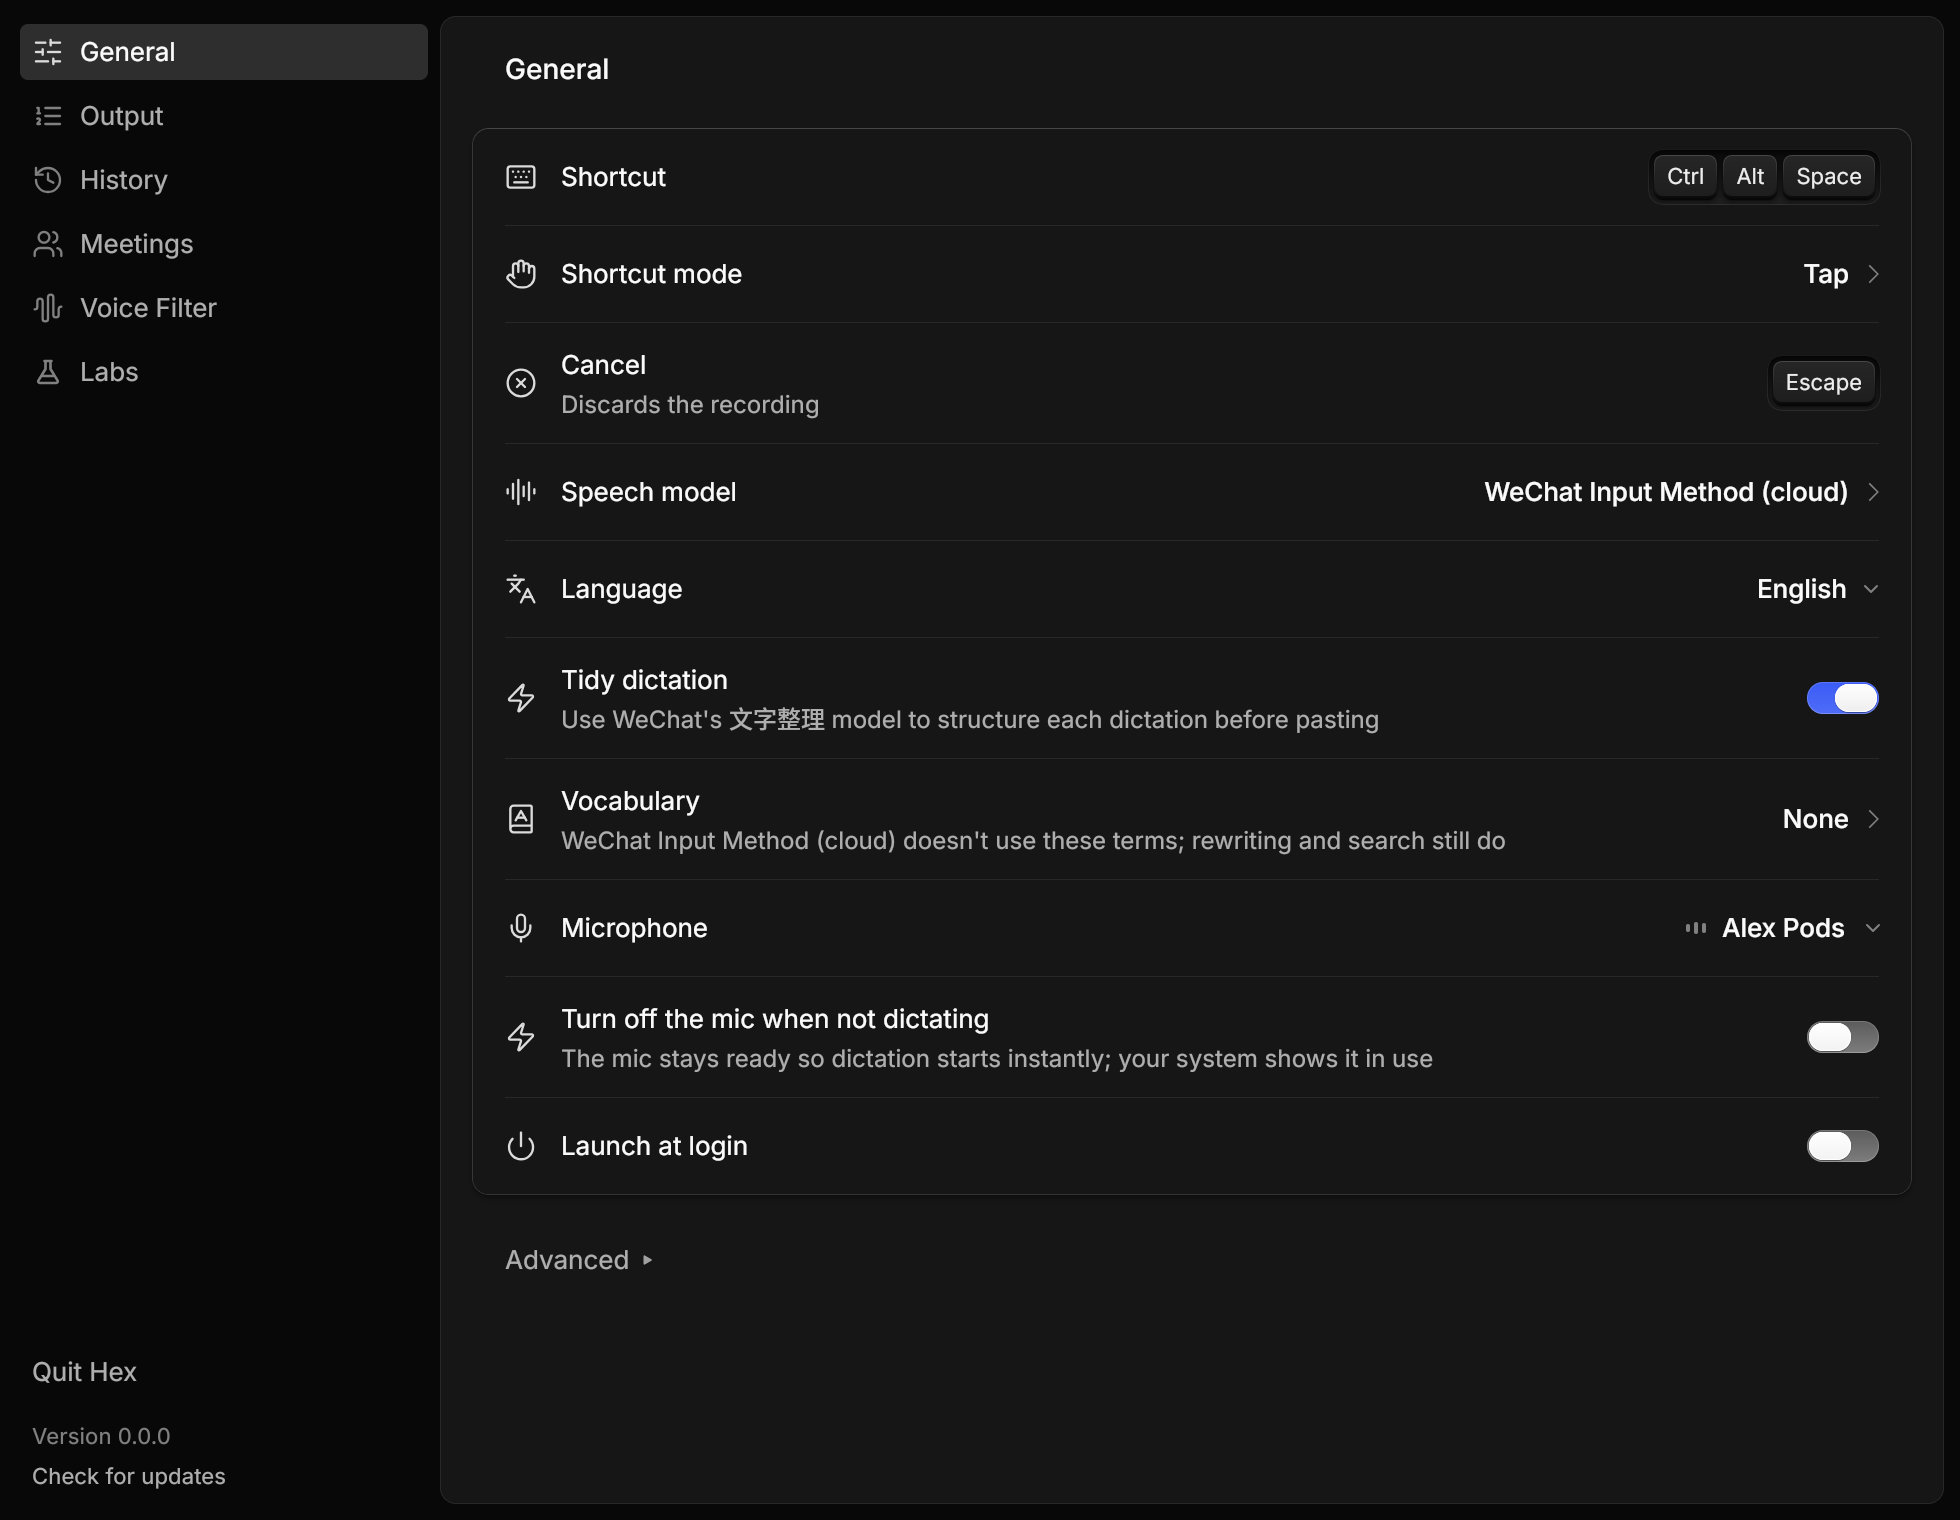 General
Output
History
Meetings
Voice Filter
Labs
Quit Hex
Version 0.0.0
Check for updates
General
Shortcut
Ctrl Alt Space
Shortcut mode
Tap
Cancel
Discards the recording
Escape
Speech model
WeChat Input Method (cloud)
Language
English
Tidy dictation
Use WeChat's 文字整理 model to structure each dictation before pasting
Vocabulary
WeChat Input Method (cloud) doesn't use these terms; rewriting and search still do
None
Microphone
Alex Pods
Turn off the mic when not dictating
The mic stays ready so dictation starts instantly; your system shows it in use
Launch at login
Advanced